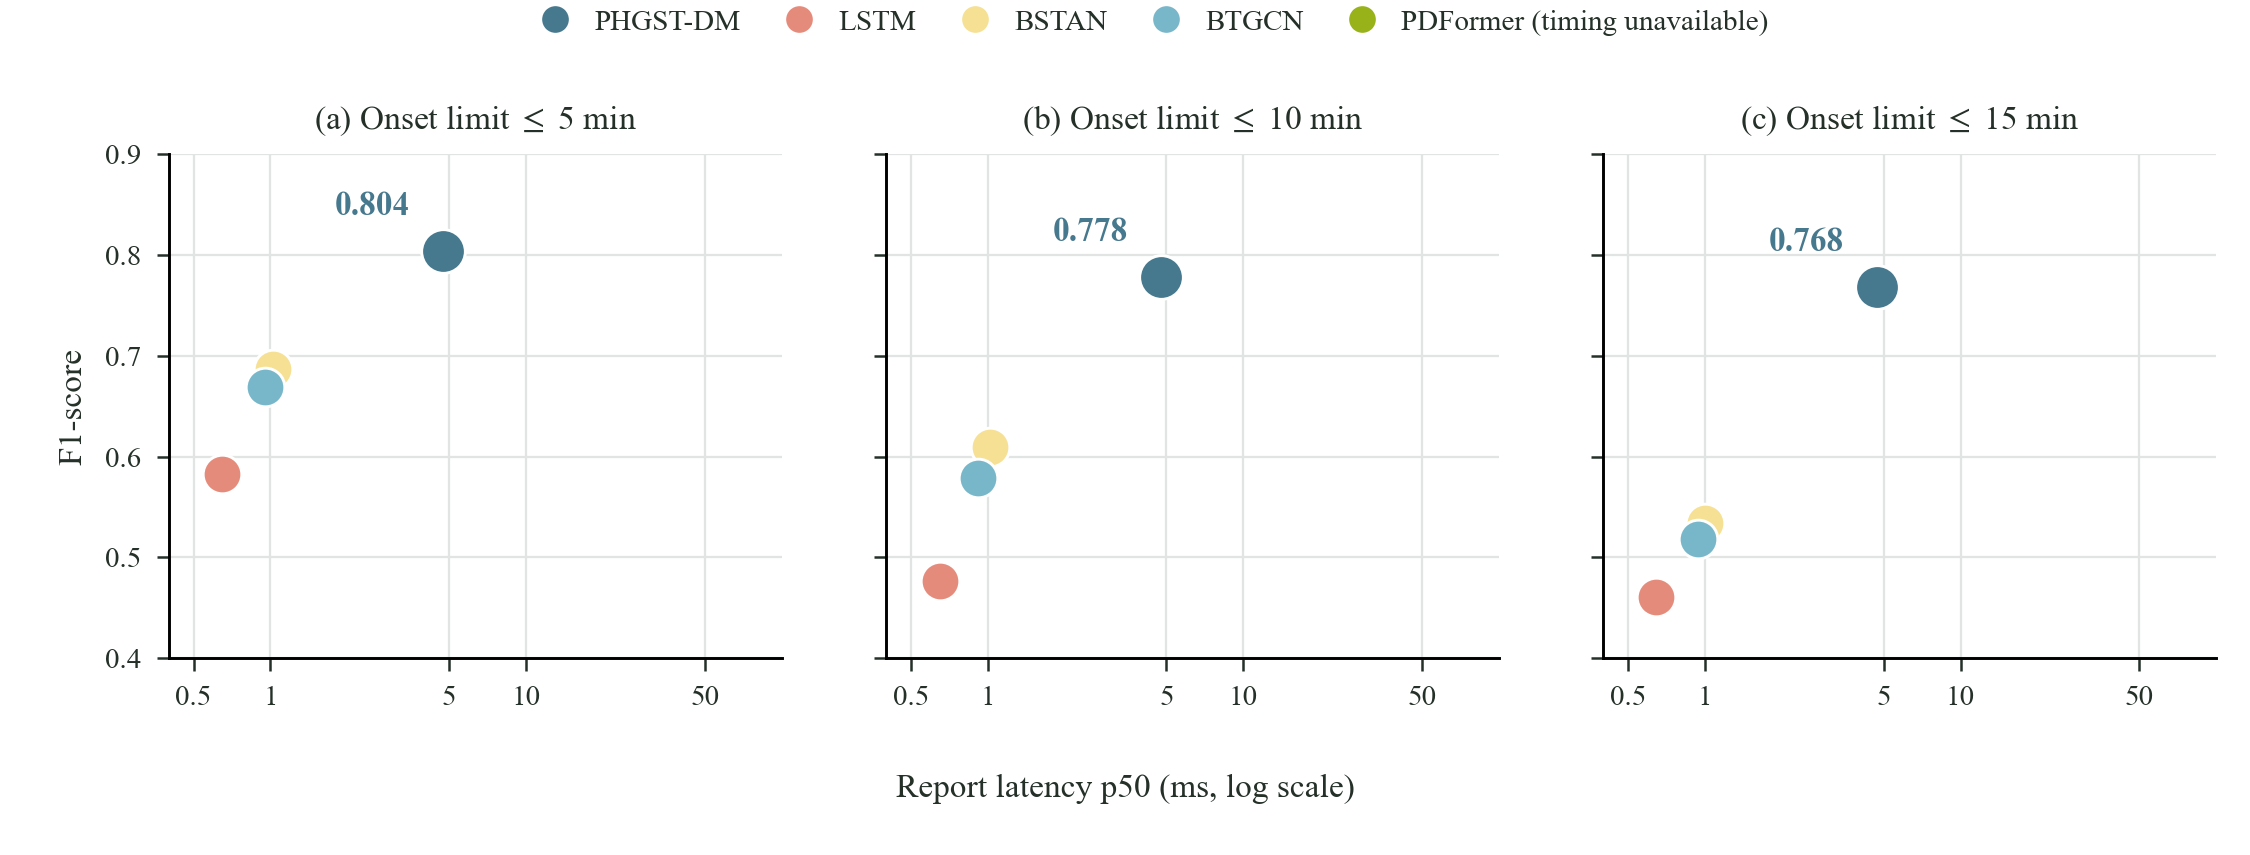 PHGST-DM LSTM BSTAN BTGCN PDFormer (timing unavailable)
(a) Onset limit ≤ 5 min
(b) Onset limit ≤ 10 min
(c) Onset limit ≤ 15 min
F1-score
0.9
0.8
0.7
0.6
0.5
0.4
0.804
0.778
0.768
0.5 1 5 10 50
0.5 1 5 10 50
0.5 1 5 10 50
Report latency p50 (ms, log scale)